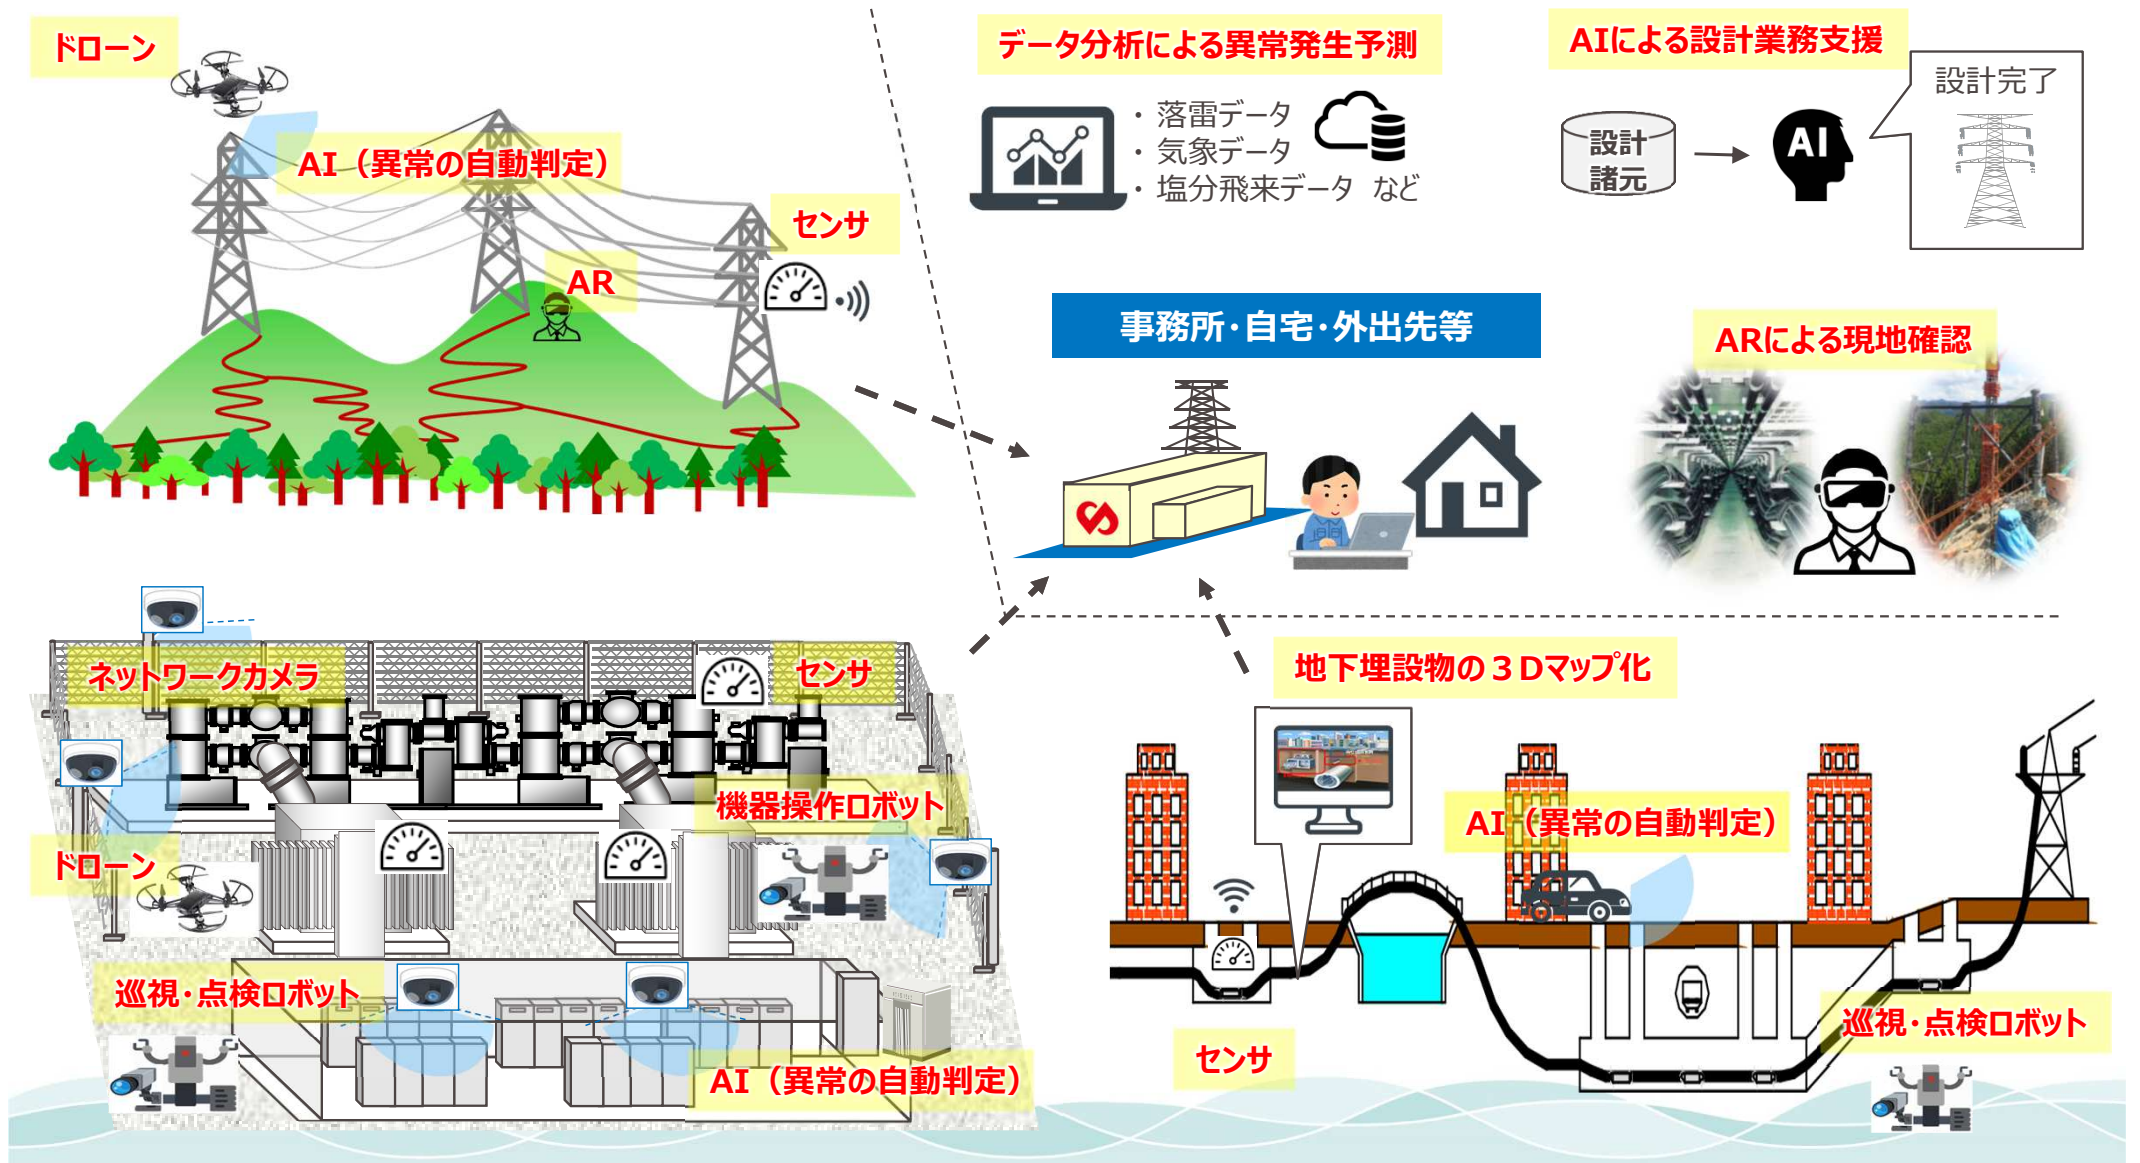 ドローン
AI（異常の自動判定）
センサ
AR
データ分析による異常発生予測
・落雷データ
・気象データ
・塩分飛来データ　など
AIによる設計業務支援
設計
諸元
AI
設計完了
事務所・自宅・外出先等
ARによる現地確認
ネットワークカメラ
センサ
機器操作ロボット
ドローン
巡視・点検ロボット
AI（異常の自動判定）
地下埋設物の３Dマップ化
AI（異常の自動判定）
センサ
巡視・点検ロボット